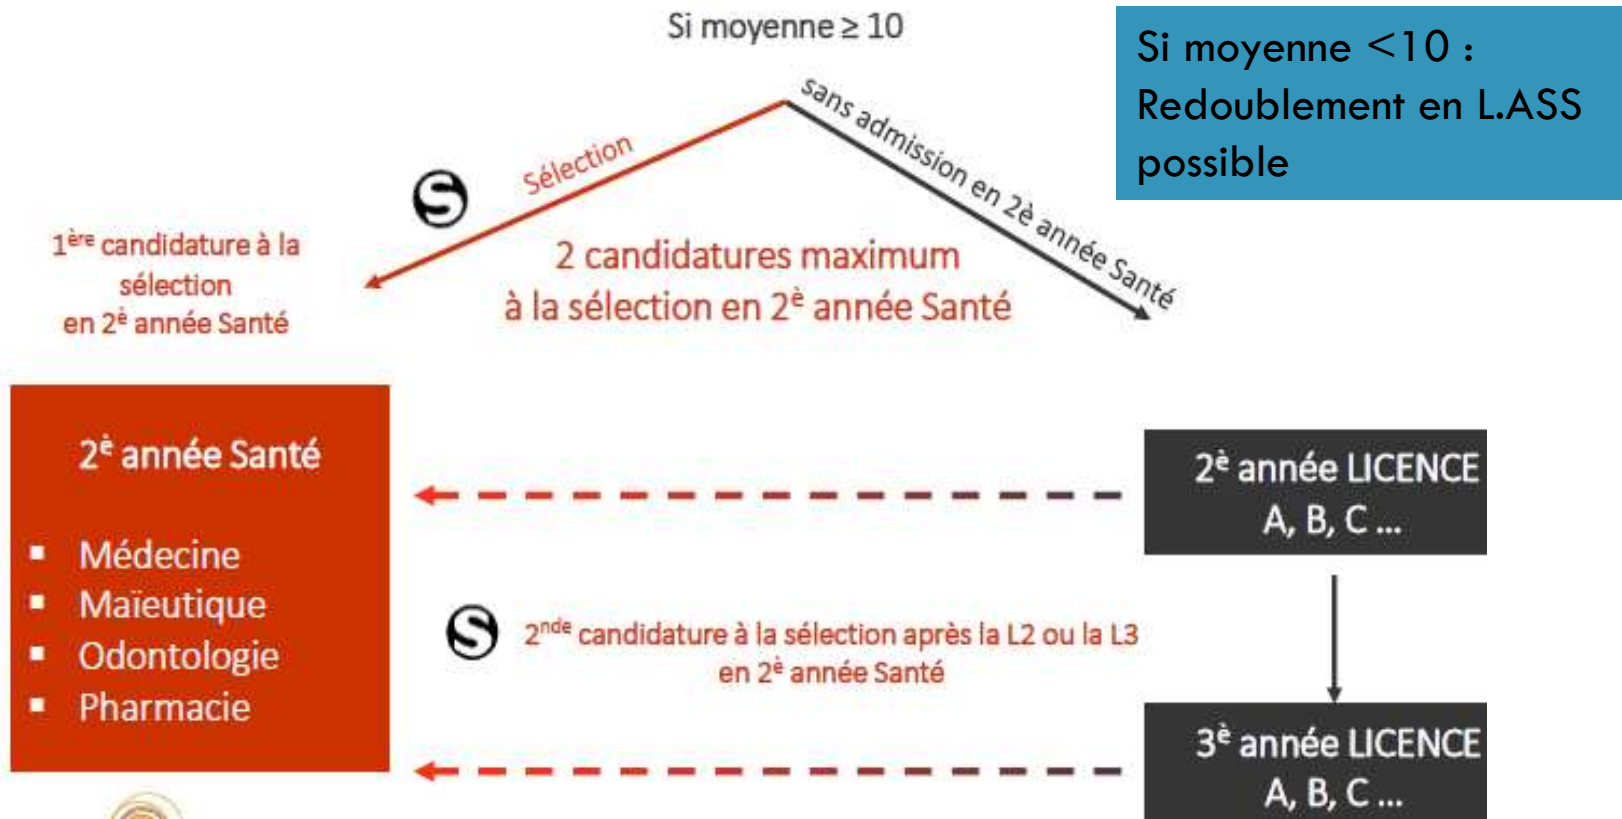 Si moyenne ≥ 10
Si moyenne <10 :
Redoublement en L.ASS
possible
sans admission en 2è année Santé
Sélection
S
1ère candidature à la
sélection
en 2è année Santé
2 candidatures maximum
à la sélection en 2è année Santé
2è année Santé
▪ Médecine
▪ Maïeutique
▪ Odontologie
▪ Pharmacie
2è année LICENCE
A, B, C ...
S
2nde candidature à la sélection après la L2 ou la L3
en 2è année Santé
3è année LICENCE
A, B, C ...